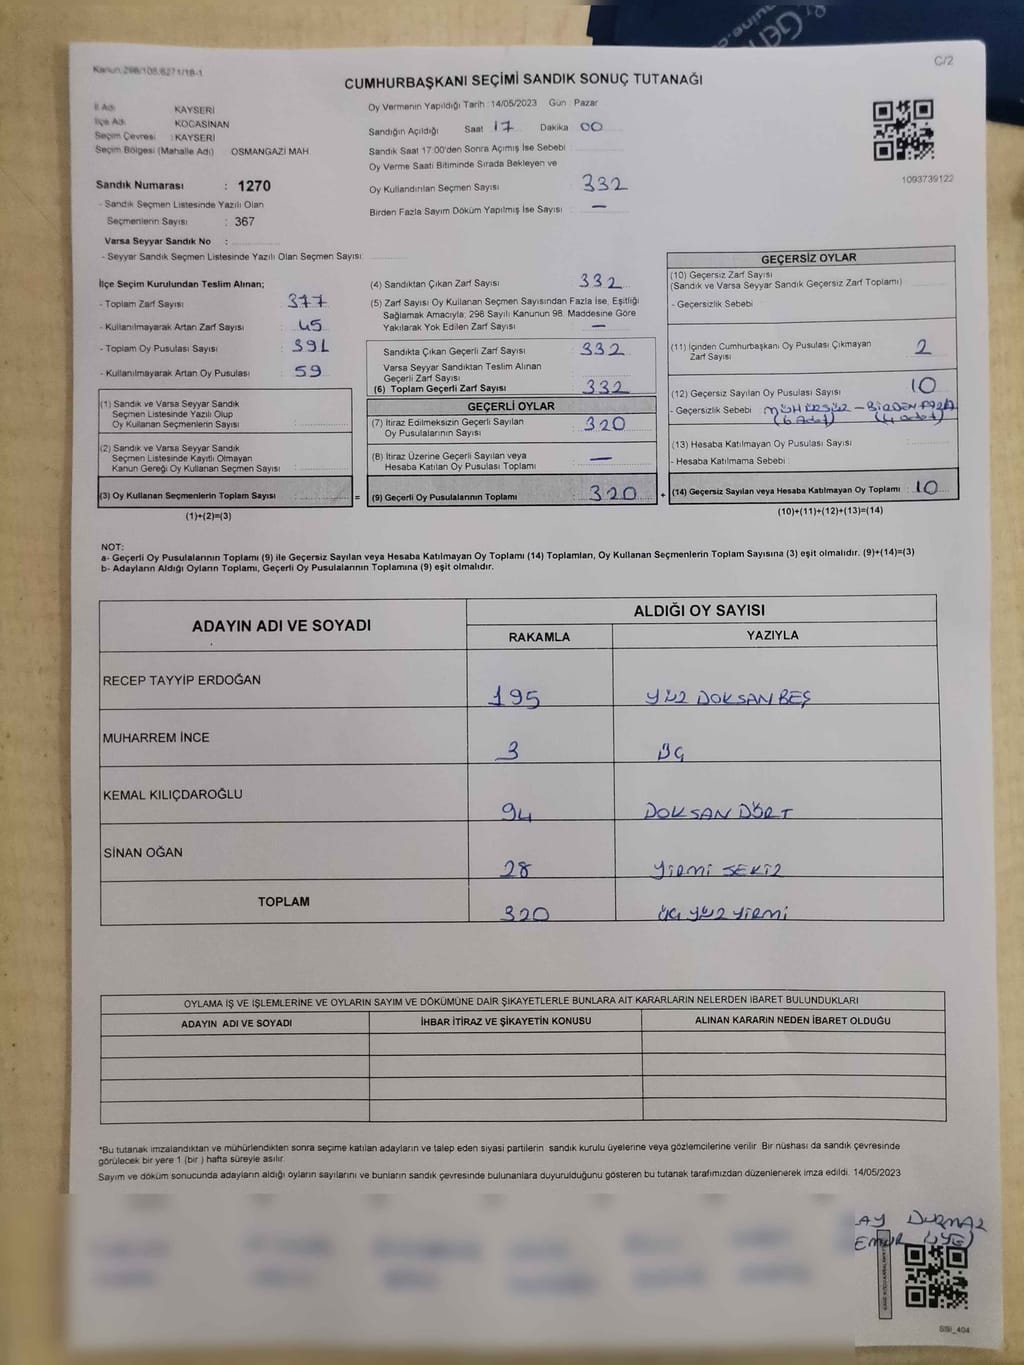 Kanun:298/105/6271/18-1
C/2
CUMHURBAŞKANI SEÇİMİ SANDIK SONUÇ TUTANAĞI
İl Adı KAYSERİ
İlçe Adı KOCASİNAN
Seçim Çevresi : KAYSERİ
Seçim Bölgesi (Mahalle Adı) OSMANGAZİ MAH.
Sandık Numarası : 1270
- Sandık Seçmen Listesinde Yazılı Olan
Seçmenlerin Sayısı : 367
Varsa Seyyar Sandık No :
- Seyyar Sandık Seçmen Listesinde Yazılı Olan Seçmen Sayısı:
Oy Vermenin Yapıldığı Tarih : 14/05/2023 Gün : Pazar
Sandığın Açıldığı Saat 17 Dakika 00
Sandık Saat 17:00'den Sonra Açımış İse Sebebi :
Oy Verme Saati Bitiminde Sırada Bekleyen ve
Oy Kullandırılan Seçmen Sayısı : 332
Birden Fazla Sayım Döküm Yapılmış İse Sayısı : —
1093739122
İlçe Seçim Kurulundan Teslim Alınan;
- Toplam Zarf Sayısı : 377
- Kullanılmayarak Artan Zarf Sayısı : 45
- Toplam Oy Pusulası Sayısı : 391
- Kullanılmayarak Artan Oy Pusulası : 59
(1) Sandık ve Varsa Seyyar Sandık
Seçmen Listesinde Yazılı Olup
Oy Kullanan Seçmenlerin Sayısı :
(2) Sandık ve Varsa Seyyar Sandık
Seçmen Listesinde Kayıtlı Olmayan
Kanun Gereği Oy Kullanan Seçmen Sayısı :
(3) Oy Kullanan Seçmenlerin Toplam Sayısı : =
(1)+(2)=(3)
(4) Sandıktan Çıkan Zarf Sayısı : 332
(5) Zarf Sayısı Oy Kullanan Seçmen Sayısından Fazla İse, Eşitliği
Sağlamak Amacıyla; 298 Sayılı Kanunun 98. Maddesine Göre
Yakılarak Yok Edilen Zarf Sayısı : —
Sandıkta Çıkan Geçerli Zarf Sayısı : 332
Varsa Seyyar Sandıktan Teslim Alınan
Geçerli Zarf Sayısı :
(6) Toplam Geçerli Zarf Sayısı : 332
GEÇERLİ OYLAR
(7) İtiraz Edilmeksizin Geçerli Sayılan
Oy Pusulalarının Sayısı : 320
(8) İtiraz Üzerine Geçerli Sayılan veya
Hesaba Katılan Oy Pusulası Toplamı : —
(9) Geçerli Oy Pusulalarının Toplamı : 320 +
GEÇERSİZ OYLAR
(10) Geçersiz Zarf Sayısı
(Sandık ve Varsa Seyyar Sandık Geçersiz Zarf Toplamı) :
- Geçersizlik Sebebi :
(11) İçinden Cumhurbaşkanı Oy Pusulası Çıkmayan
Zarf Sayısı : 2
(12) Geçersiz Sayılan Oy Pusulası Sayısı : 10
- Geçersizlik Sebebi : MÜHÜRSÜZ – BİRDEN FAZLA
(6 Adet) (4 adet)
(13) Hesaba Katılmayan Oy Pusulası Sayısı :
- Hesaba Katılmama Sebebi :
(14) Geçersiz Sayılan veya Hesaba Katılmayan Oy Toplamı : 10
(10)+(11)+(12)+(13)=(14)
NOT:
a- Geçerli Oy Pusulalarının Toplamı (9) ile Geçersiz Sayılan veya Hesaba Katılmayan Oy Toplamı (14) Toplamları, Oy Kullanan Seçmenlerin Toplam Sayısına (3) eşit olmalıdır. (9)+(14)=(3)
b- Adayların Aldığı Oyların Toplamı, Geçerli Oy Pusulalarının Toplamına (9) eşit olmalıdır.
ADAYIN ADI VE SOYADI ALDIĞI OY SAYISI
RAKAMLA YAZIYLA
RECEP TAYYİP ERDOĞAN 195 YÜZ DOKSAN BEŞ
MUHARREM İNCE 3 ÜÇ
KEMAL KILIÇDAROĞLU 94 DOKSAN DÖRT
SİNAN OĞAN 28 YİRMİ SEKİZ
TOPLAM 320 ÜÇ YÜZ YİRMİ
OYLAMA İŞ VE İŞLEMLERİNE VE OYLARIN SAYIM VE DÖKÜMÜNE DAİR ŞİKAYETLERLE BUNLARA AİT KARARLARIN NELERDEN İBARET BULUNDUKLARI
ADAYIN ADI VE SOYADI İHBAR İTİRAZ VE ŞİKAYETİN KONUSU ALINAN KARARIN NEDEN İBARET OLDUĞU
*Bu tutanak imzalandıktan ve mühürlendikten sonra seçime katılan adayların ve talep eden siyasi partilerin sandık kurulu üyelerine veya gözlemcilerine verilir. Bir nüshası da sandık çevresinde
görülecek bir yere 1 (bir ) hafta süreyle asılır.
Sayım ve döküm sonucunda adayların aldığı oyların sayılarını ve bunların sandık çevresinde bulunanlara duyurulduğunu gösteren bu tutanak tarafımızdan düzenlenerek imza edildi. 14/05/2023
AY DURMAZ
(ÜYE)
SSI_404